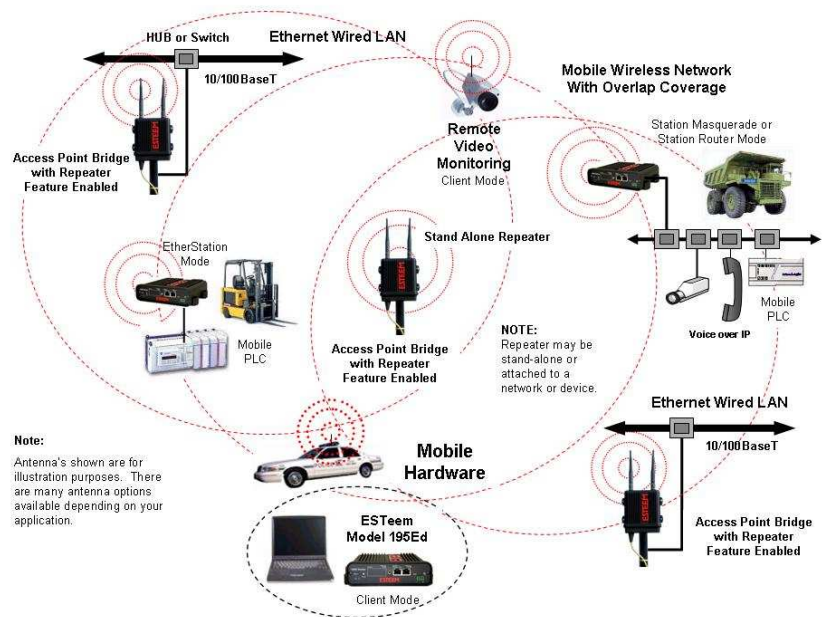 HUB or Switch
Ethernet Wired LAN
10/100BaseT
ESTEEM
Access Point Bridge
with Repeater
Feature Enabled
Remote
Video
Monitoring
Client Mode
Mobile Wireless Network
With Overlap Coverage
Station Masquerade or
Station Router Mode
Mobile
PLC
Voice over IP
EtherStation
Mode
Mobile
PLC
Stand Alone Repeater
ESTEEM
Access Point Bridge
with Repeater
Feature Enabled
NOTE:
Repeater may be
stand-alone or
attached to a
network or device.
Note:
Antenna's shown are for
illustration purposes. There
are many antenna options
available depending on your
application.
Mobile
Hardware
ESTeem
Model 195Ed
ESTEEM
Client Mode
Ethernet Wired LAN
10/100BaseT
ESTEEM
Access Point Bridge
with Repeater
Feature Enabled